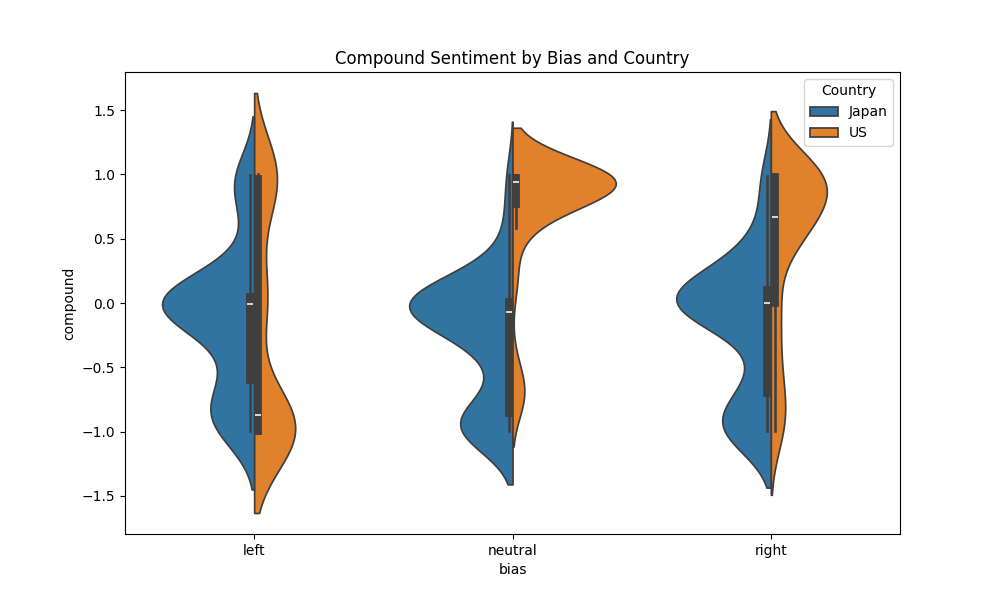 Compound Sentiment by Bias and Country
Country
Japan
US
compound
1.5
1.0
0.5
0.0
−0.5
−1.0
−1.5
left
neutral
right
bias